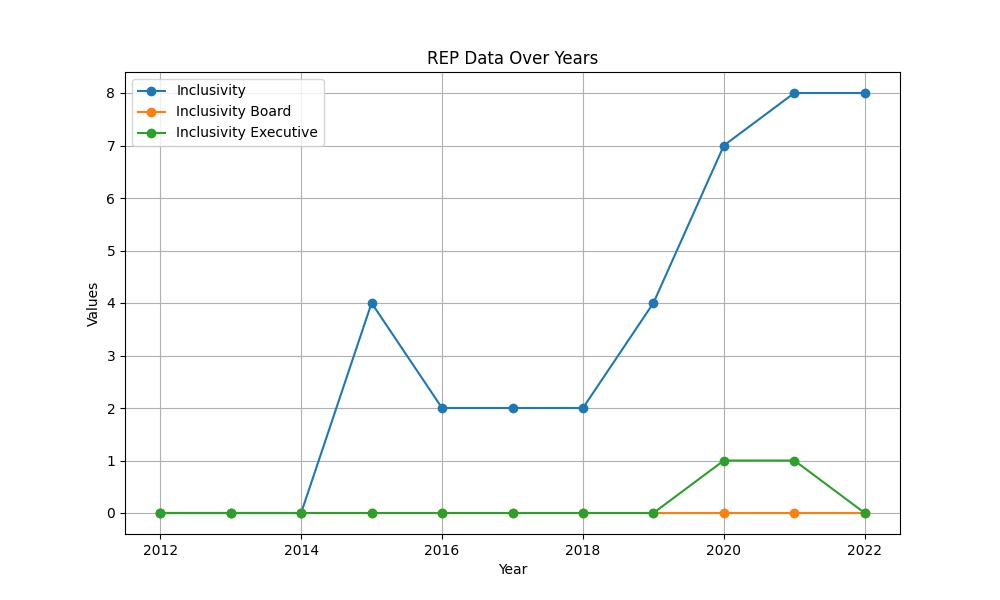 REP Data Over Years
Inclusivity
Inclusivity Board
Inclusivity Executive
Values
8
7
6
5
4
3
2
1
0
2012 2014 2016 2018 2020 2022
Year